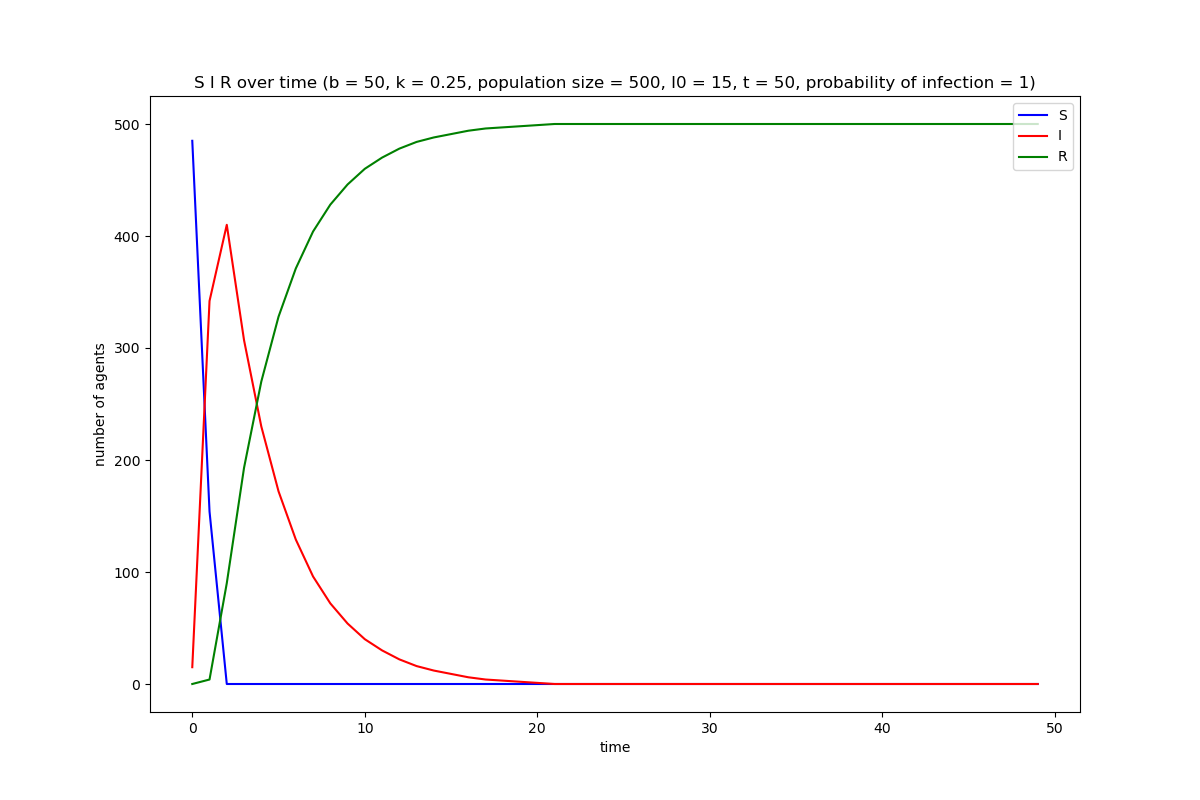 S I R over time (b = 50, k = 0.25, population size = 500, I0 = 15, t = 50, probability of infection = 1)
S
I
R
500
400
300
200
100
0
number of agents
0 10 20 30 40 50
time